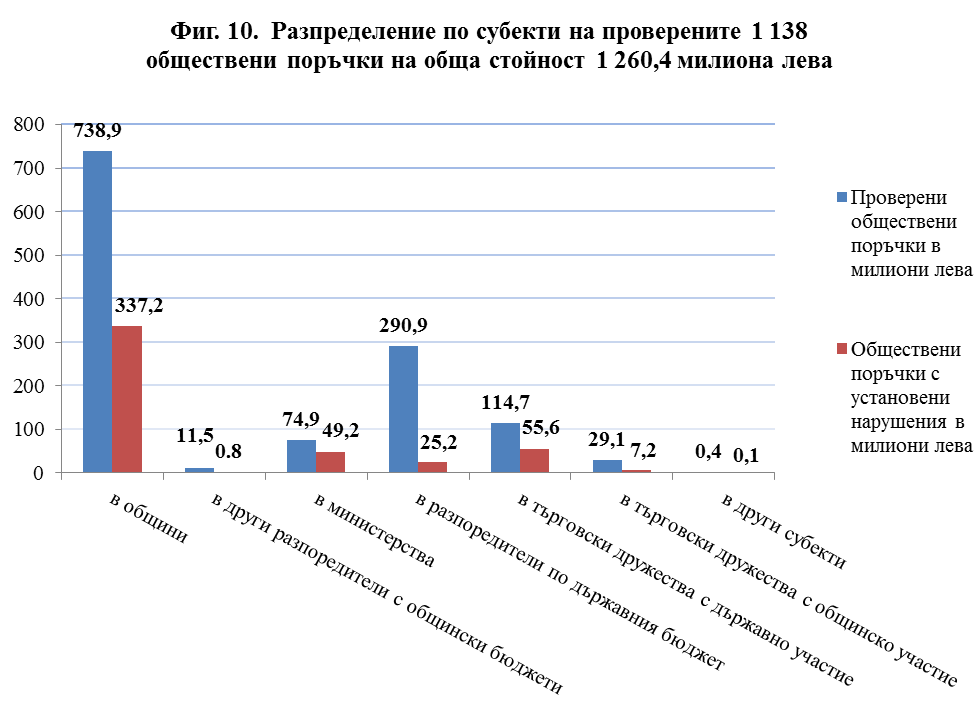 Фиг. 10. Разпределение по субекти на проверените 1 138
обществени поръчки на обща стойност 1 260,4 милиона лева
800
700
600
500
400
300
200
100
0
738,9
337,2
11,5
0.8
74,9
49,2
290,9
25,2
114,7
55,6
29,1
7,2
0,4
0,1
в общини
в други разпоредители с общински бюджети
в министерства
в разпоредители по държавния бюджет
в търговски дружества с държавно участие
в търговски дружества с общинско участие
в други субекти
Проверени
обществени
поръчки в
милиони лева
Обществени
поръчки с
установени
нарушения в
милиони лева